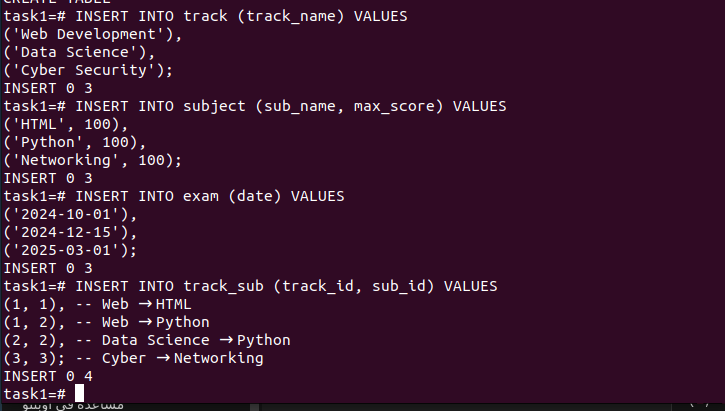 CREATE TABLE
task1=# INSERT INTO track (track_name) VALUES
('Web Development'),
('Data Science'),
('Cyber Security');
INSERT 0 3
task1=# INSERT INTO subject (sub_name, max_score) VALUES
('HTML', 100),
('Python', 100),
('Networking', 100);
INSERT 0 3
task1=# INSERT INTO exam (date) VALUES
('2024-10-01'),
('2024-12-15'),
('2025-03-01');
INSERT 0 3
task1=# INSERT INTO track_sub (track_id, sub_id) VALUES
(1, 1), -- Web →HTML
(1, 2), -- Web →Python
(2, 2), -- Data Science →Python
(3, 3); -- Cyber →Networking
INSERT 0 4
task1=#
مساعدة في أوبنتو